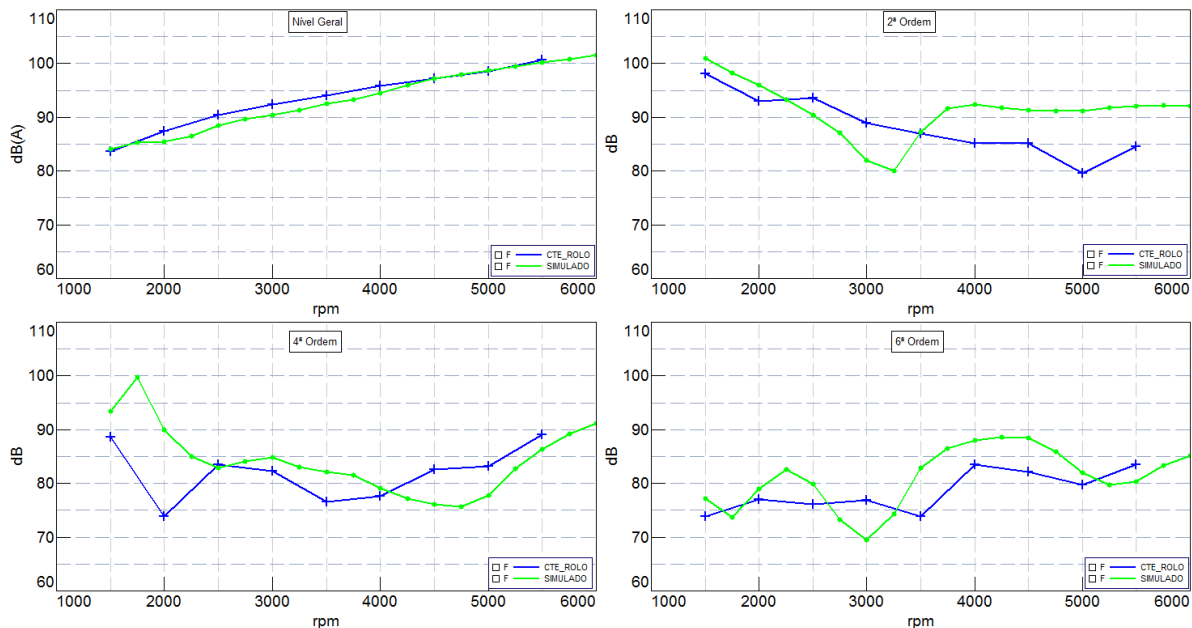 Nível Geral
110
100
90
80
70
60
dB(A)
1000 2000 3000 4000 5000 6000
rpm
F CTE_ROLO
F SIMULADO
2ª Ordem
110
100
90
80
70
60
dB
1000 2000 3000 4000 5000 6000
rpm
F CTE_ROLO
F SIMULADO
4ª Ordem
110
100
90
80
70
60
dB
1000 2000 3000 4000 5000 6000
rpm
F CTE_ROLO
F SIMULADO
6ª Ordem
110
100
90
80
70
60
dB
1000 2000 3000 4000 5000 6000
rpm
F CTE_ROLO
F SIMULADO